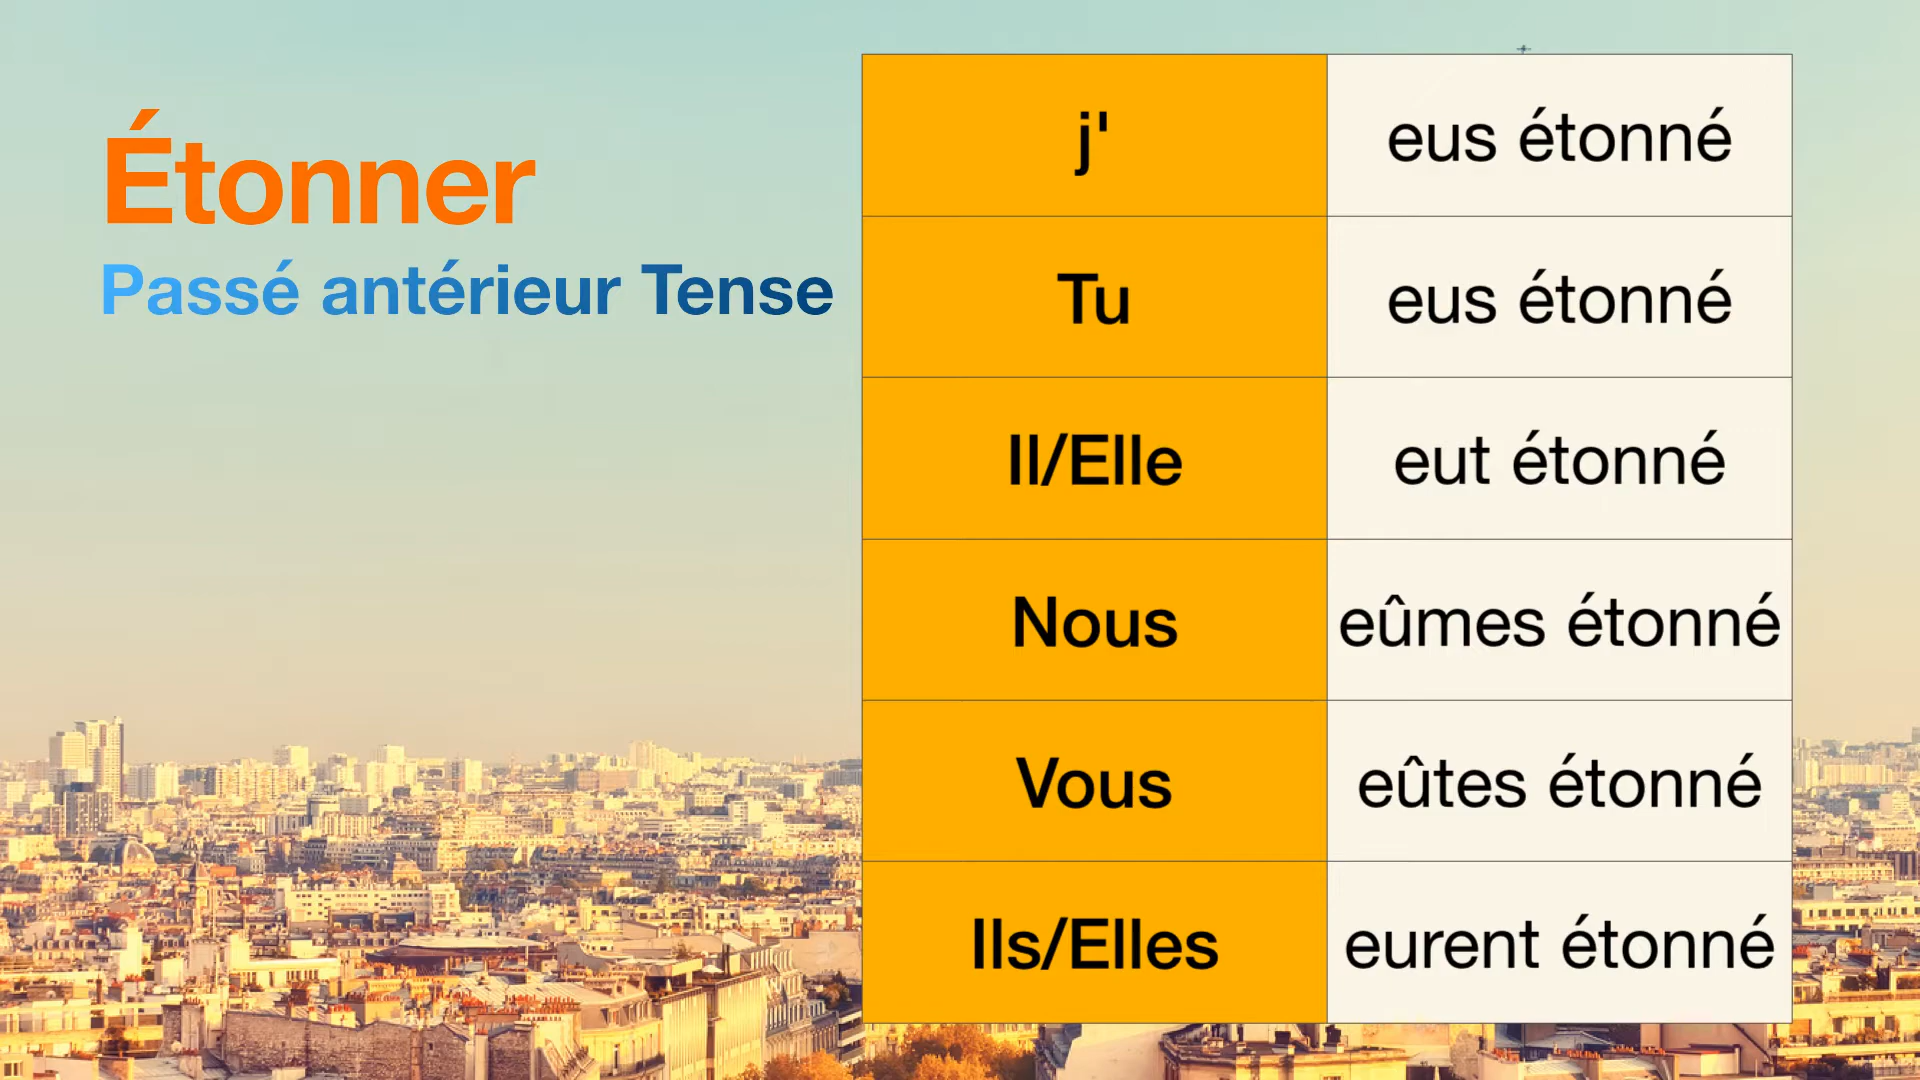 Étonner
Passé antérieur Tense
j' eus étonné
Tu eus étonné
Il/Elle eut étonné
Nous eûmes étonné
Vous eûtes étonné
Ils/Elles eurent étonné